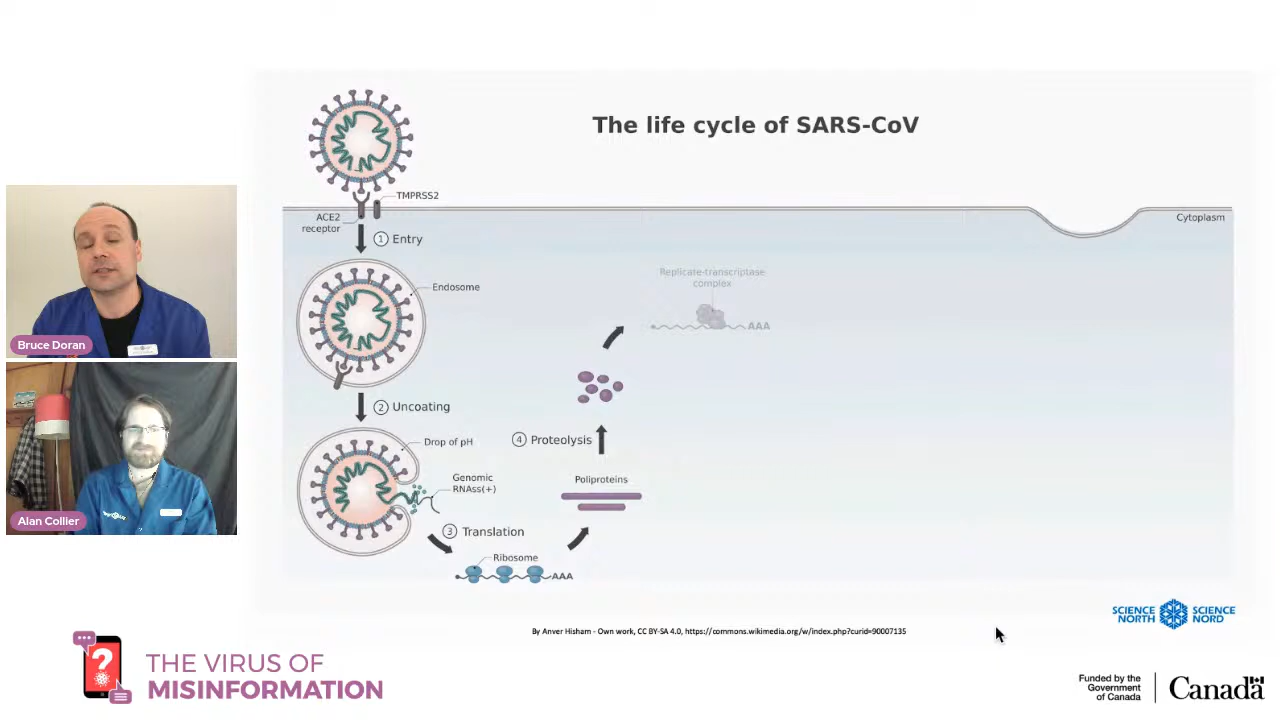 The life cycle of SARS-CoV
TMPRSS2
ACE2
receptor
Cytoplasm
1 Entry
Endosome
Replicate-transcriptase
complex
AAA
2 Uncoating
Drop of pH
4 Proteolysis
Genomic
RNAss(+)
Poliproteins
3 Translation
Ribosome
AAA
Bruce Doran
Alan Collier
SCIENCE NORTH
SCIENCE NORD
By Anver Hisham - Own work, CC BY-SA 4.0, https://commons.wikimedia.org/w/index.php?curid=90007135
?
THE VIRUS OF
MISINFORMATION
Funded by the
Government
of Canada
Canada